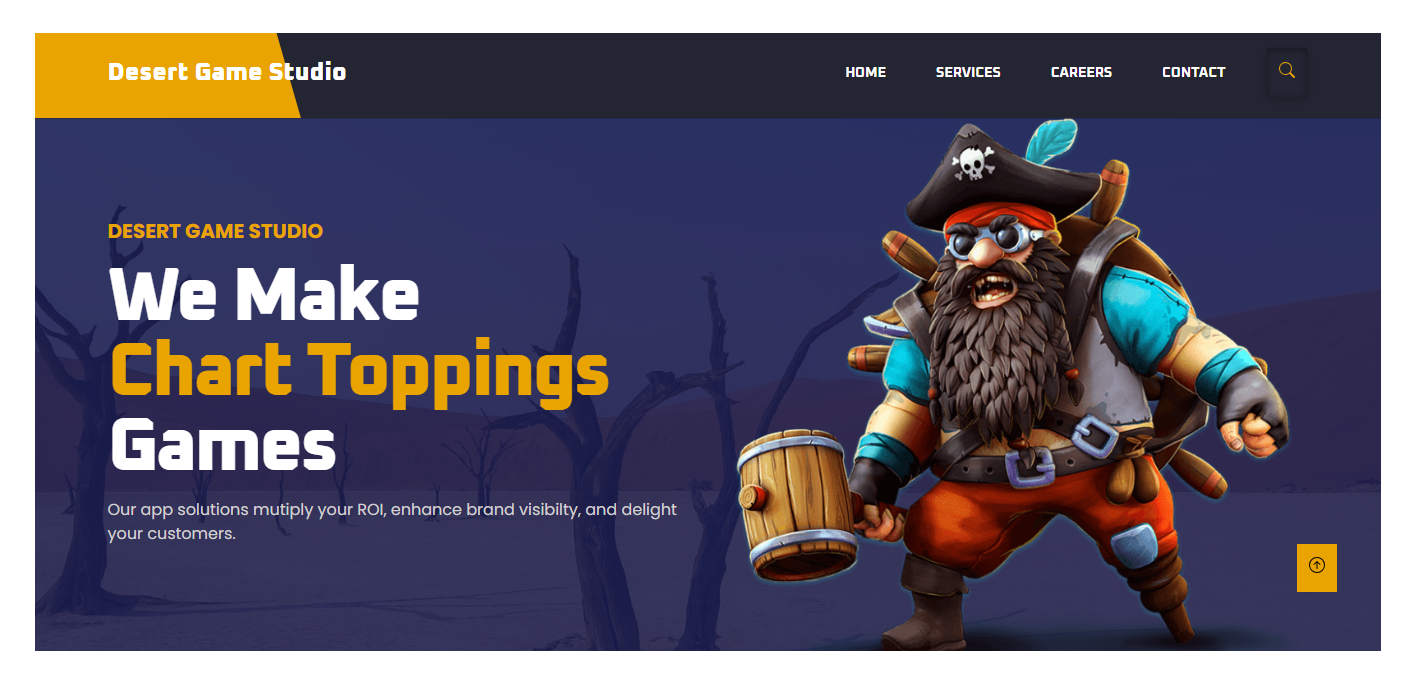 Desert Game Studio
HOME SERVICES CAREERS CONTACT
DESERT GAME STUDIO
We Make
Chart Toppings
Games
Our app solutions mutiply your ROI, enhance brand visibilty, and delight
your customers.